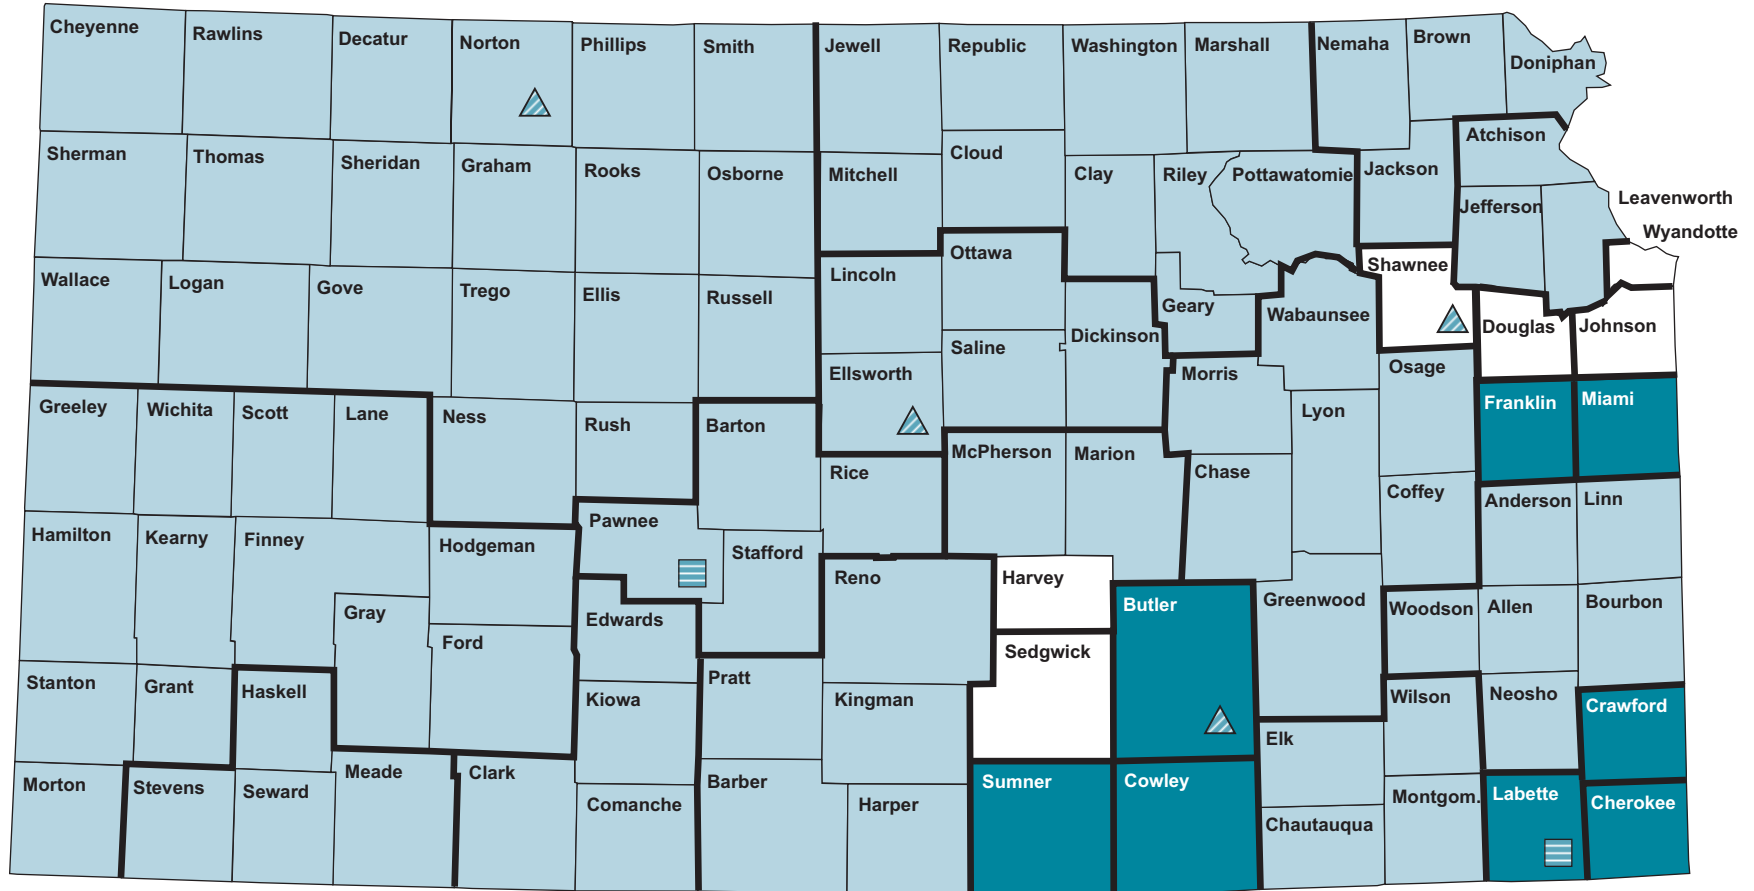 Cheyenne
Rawlins
Decatur
Norton
Phillips
Smith
Jewell
Republic
Washington
Marshall
Nemaha
Brown
Doniphan
Sherman
Thomas
Sheridan
Graham
Rooks
Osborne
Mitchell
Cloud
Clay
Riley
Pottawatomie
Jackson
Atchison
Jefferson
Leavenworth
Wyandotte
Wallace
Logan
Gove
Trego
Ellis
Russell
Lincoln
Ottawa
Saline
Dickinson
Geary
Wabaunsee
Shawnee
Douglas
Johnson
Ellsworth
Morris
Osage
Greeley
Wichita
Scott
Lane
Ness
Rush
Barton
Rice
McPherson
Marion
Chase
Lyon
Coffey
Franklin
Miami
Anderson
Linn
Hamilton
Kearny
Finney
Hodgeman
Pawnee
Stafford
Reno
Harvey
Butler
Greenwood
Woodson
Allen
Bourbon
Gray
Ford
Edwards
Sedgwick
Stanton
Grant
Haskell
Kiowa
Pratt
Kingman
Elk
Wilson
Neosho
Crawford
Morton
Stevens
Seward
Meade
Clark
Comanche
Barber
Harper
Sumner
Cowley
Chautauqua
Montgom.
Labette
Cherokee